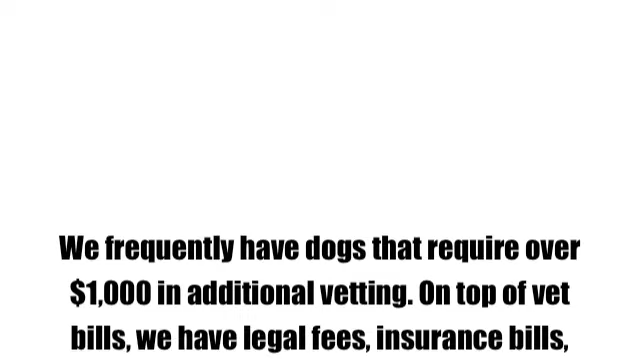 We frequently have dogs that require over
$1,000 in additional vetting. On top of vet
bills, we have legal fees, insurance bills,